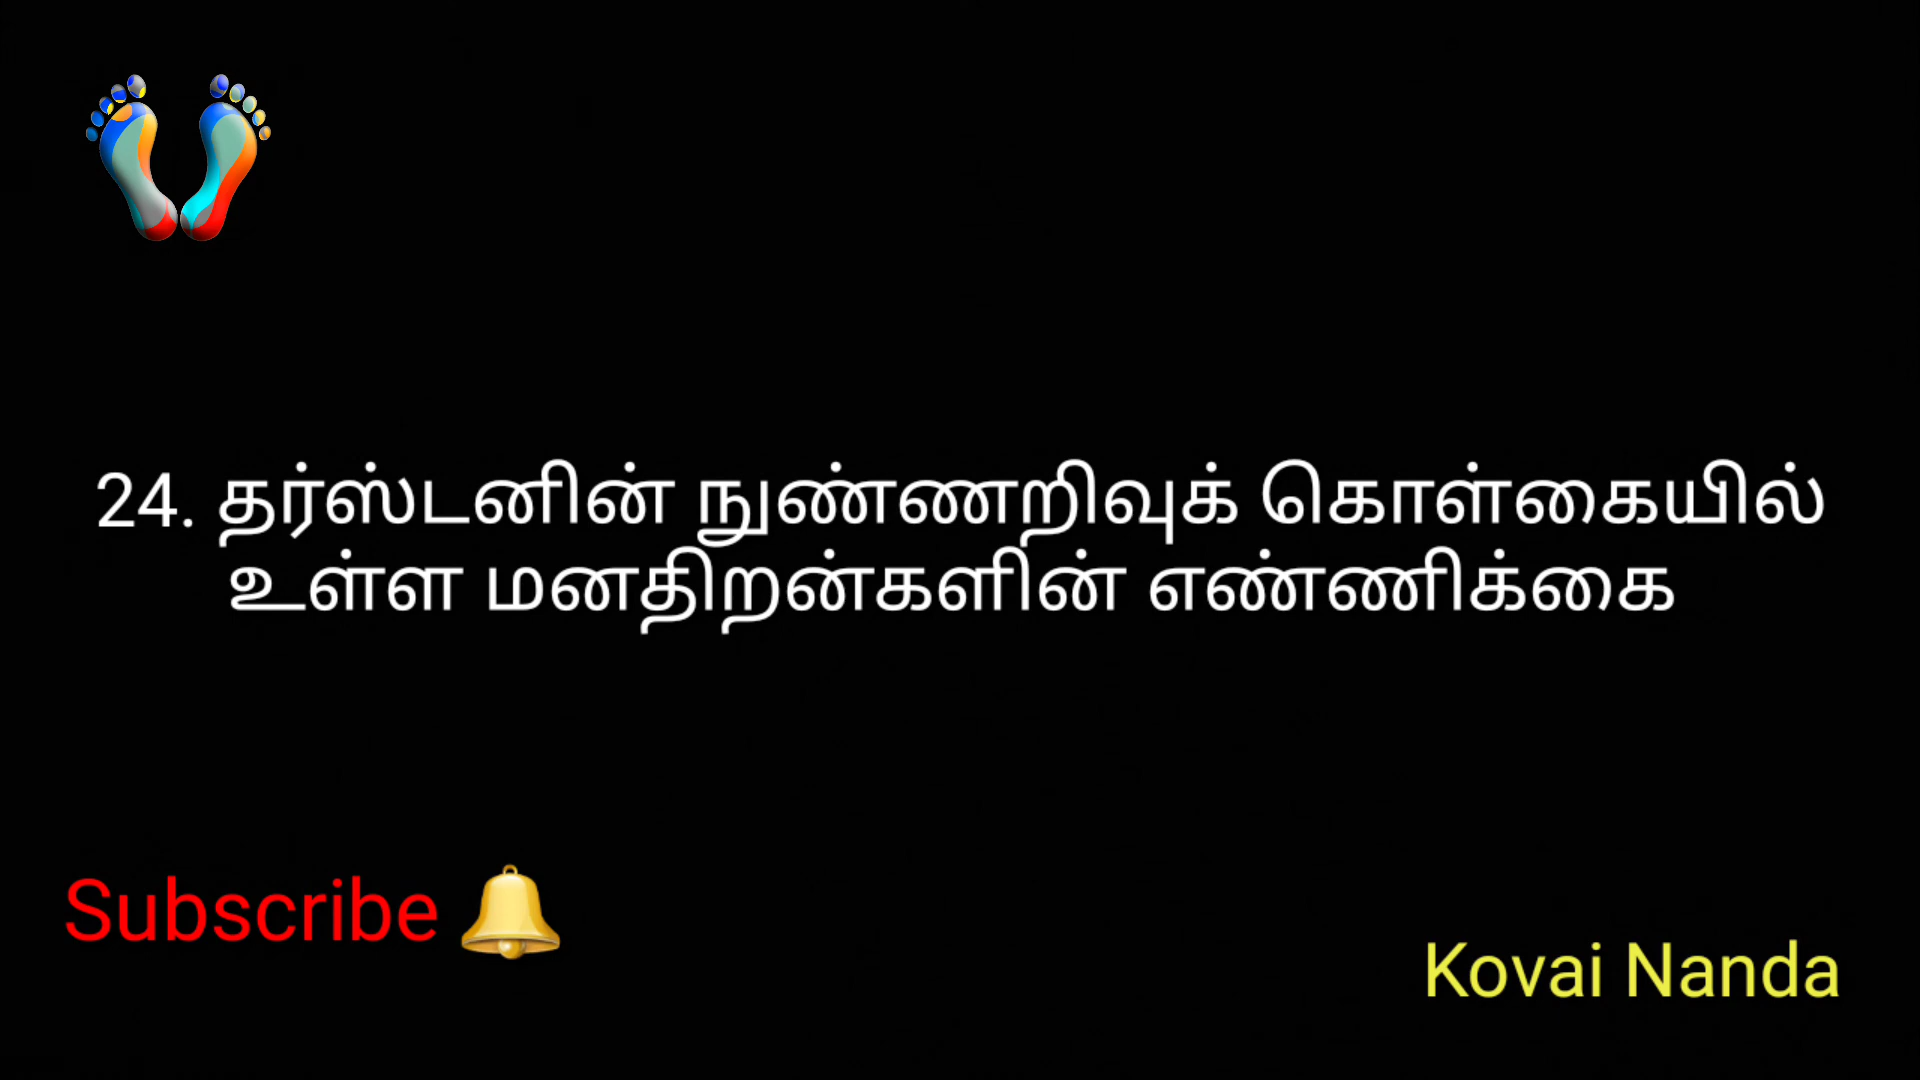 24. தர்ஸ்டனின் நுண்ணறிவுக் கொள்கையில்
உள்ள மனதிறன்களின் எண்ணிக்கை
Subscribe
Kovai Nanda